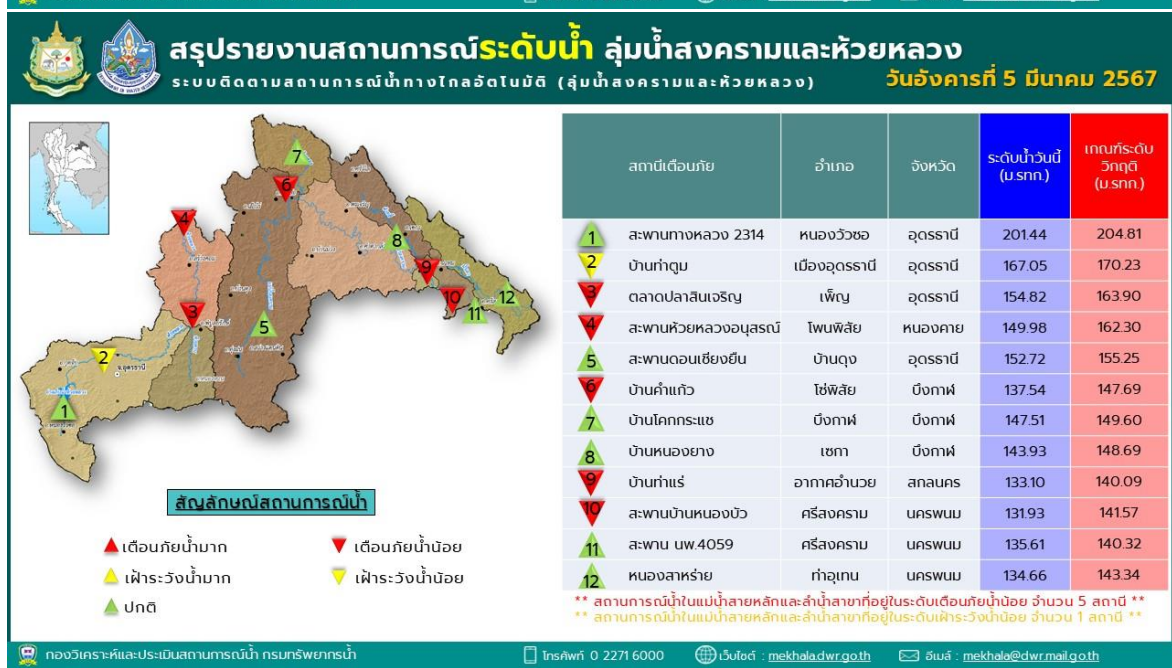 สรุปรายงานสถานการณ์ระดับน้ำ ลุ่มน้ำสงครามและห้วยหลวง
ระบบติดตามสถานการณ์น้ำทางไกลอัตโนมัติ (ลุ่มน้ำสงครามและห้วยหลวง) วันอังคารที่ 5 มีนาคม 2567
สถานีเตือนภัย อำเภอ จังหวัด ระดับน้ำวันนี้ (ม.รทก.) เกณฑ์ระดับวิกฤติ (ม.รทก.)
1 สะพานทางหลวง 2314 หนองวัวซอ อุดรธานี 201.44 204.81
2 บ้านท่าตูม เมืองอุดรธานี อุดรธานี 167.05 170.23
3 ตลาดปลาสินเจริญ เพ็ญ อุดรธานี 154.82 163.90
4 สะพานห้วยหลวงอนุสรณ์ โพนพิสัย หนองคาย 149.98 162.30
5 สะพานดอนเชียงยืน บ้านดุง อุดรธานี 152.72 155.25
6 บ้านคำแก้ว โซ่พิสัย บึงกาฬ 137.54 147.69
7 บ้านโคกกระแซ บึงกาฬ บึงกาฬ 147.51 149.60
8 บ้านหนองยาง เซกา บึงกาฬ 143.93 148.69
9 บ้านท่าแร่ อากาศอำนวย สกลนคร 133.10 140.09
10 สะพานบ้านหนองบัว ศรีสงคราม นครพนม 131.93 141.57
11 สะพาน นพ.4059 ศรีสงคราม นครพนม 135.61 140.32
12 หนองสาหร่าย ท่าอุเทน นครพนม 134.66 143.34
** สถานการณ์น้ำในแม่น้ำสายหลักและลำน้ำสาขาที่อยู่ในระดับเตือนภัยน้ำน้อย จำนวน 5 สถานี **
** สถานการณ์น้ำในแม่น้ำสายหลักและลำน้ำสาขาที่อยู่ในระดับเฝ้าระวังน้ำน้อย จำนวน 1 สถานี **
7
6
4
8
9
3
10
12
11
5
2
อ.อุดรธานี
1
สัญลักษณ์สถานการณ์น้ำ
เตือนภัยน้ำมาก เตือนภัยน้ำน้อย
เฝ้าระวังน้ำมาก เฝ้าระวังน้ำน้อย
ปกติ
กองวิเคราะห์และประเมินสถานการณ์น้ำ กรมทรัพยากรน้ำ โทรศัพท์ 0 2271 6000 เว็บไซต์ : mekhala.dwr.go.th อีเมล์ : mekhala@dwr.mail.go.th